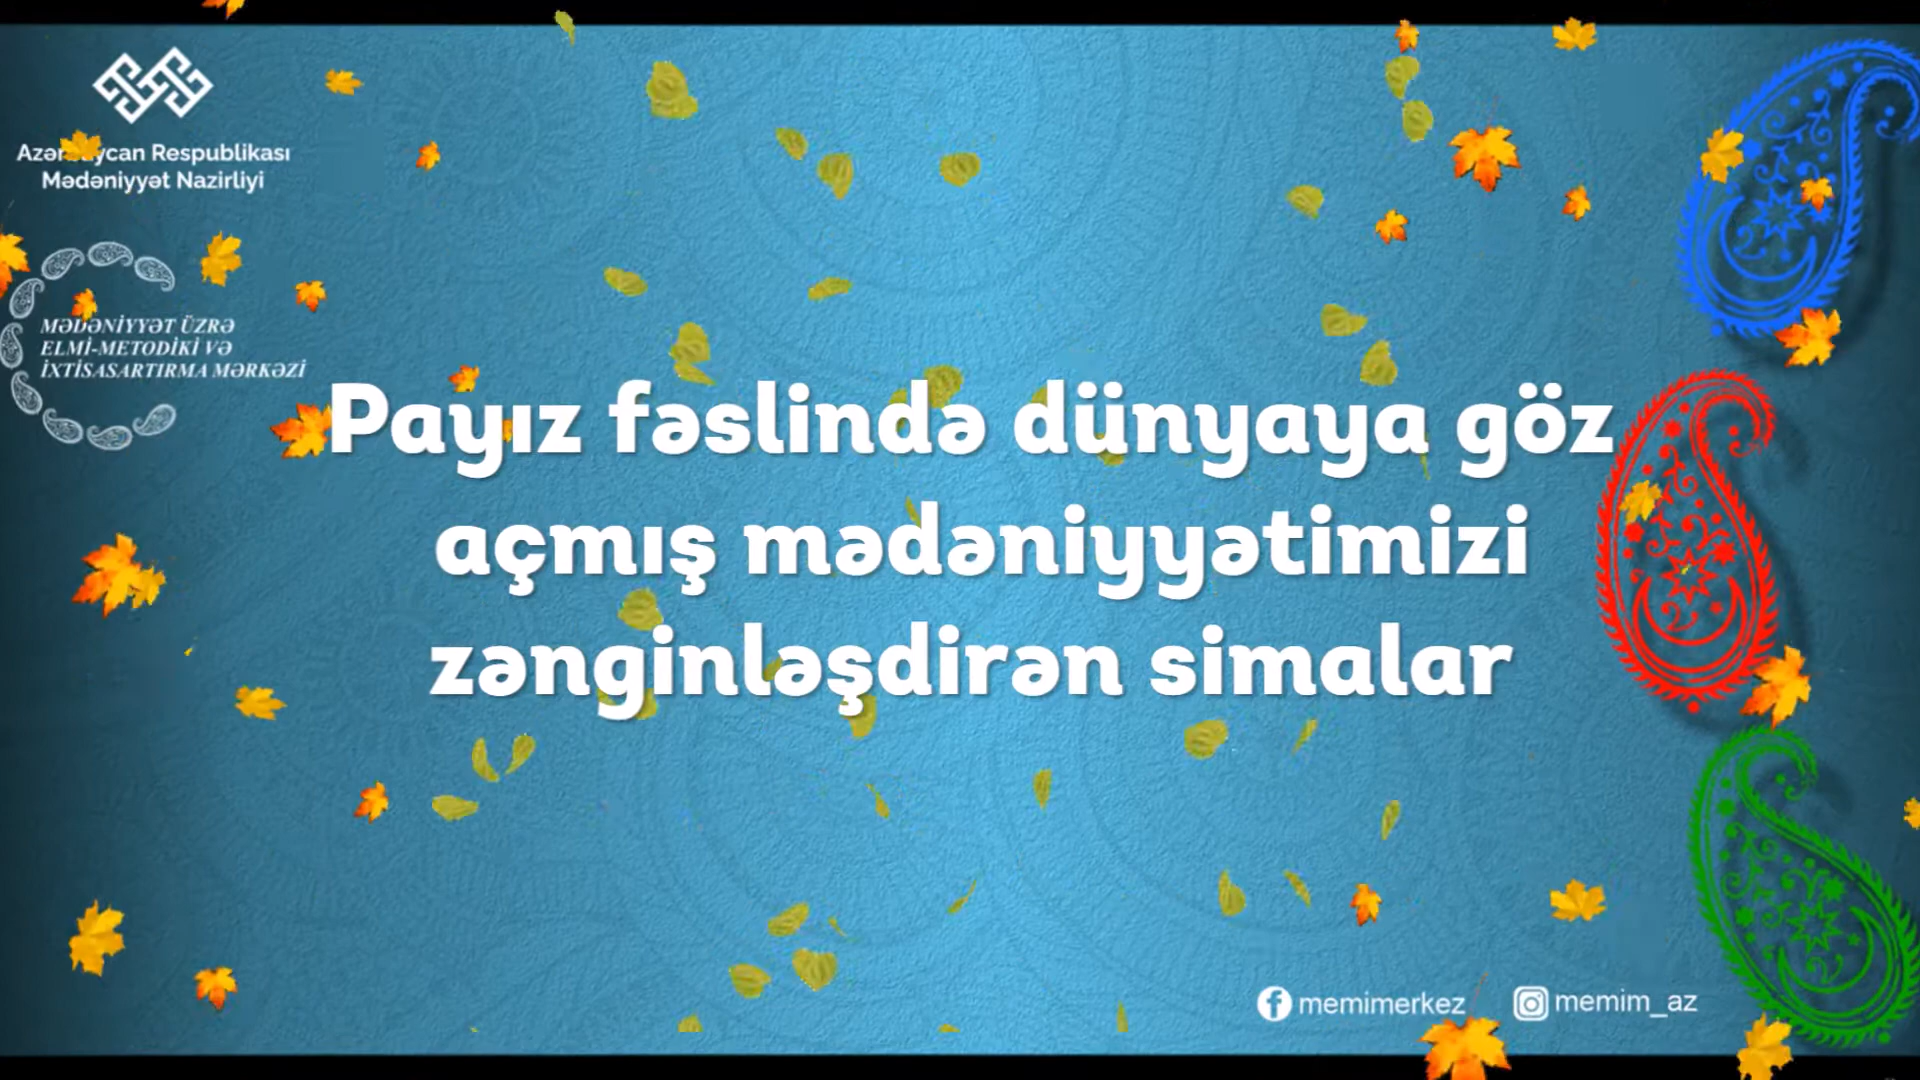 Respublikası
Mədəniyyət Nazirliyi
MƏDƏNİYYƏT ÜZRƏ
ELMİ-METODİKİ VƏ
İXTİSASARTIRMA MƏRKƏZİ
Payız fəslində dünyaya göz
açmış mədəniyyətimizi
zənginləşdirən simalar
memimerkez
memim_az